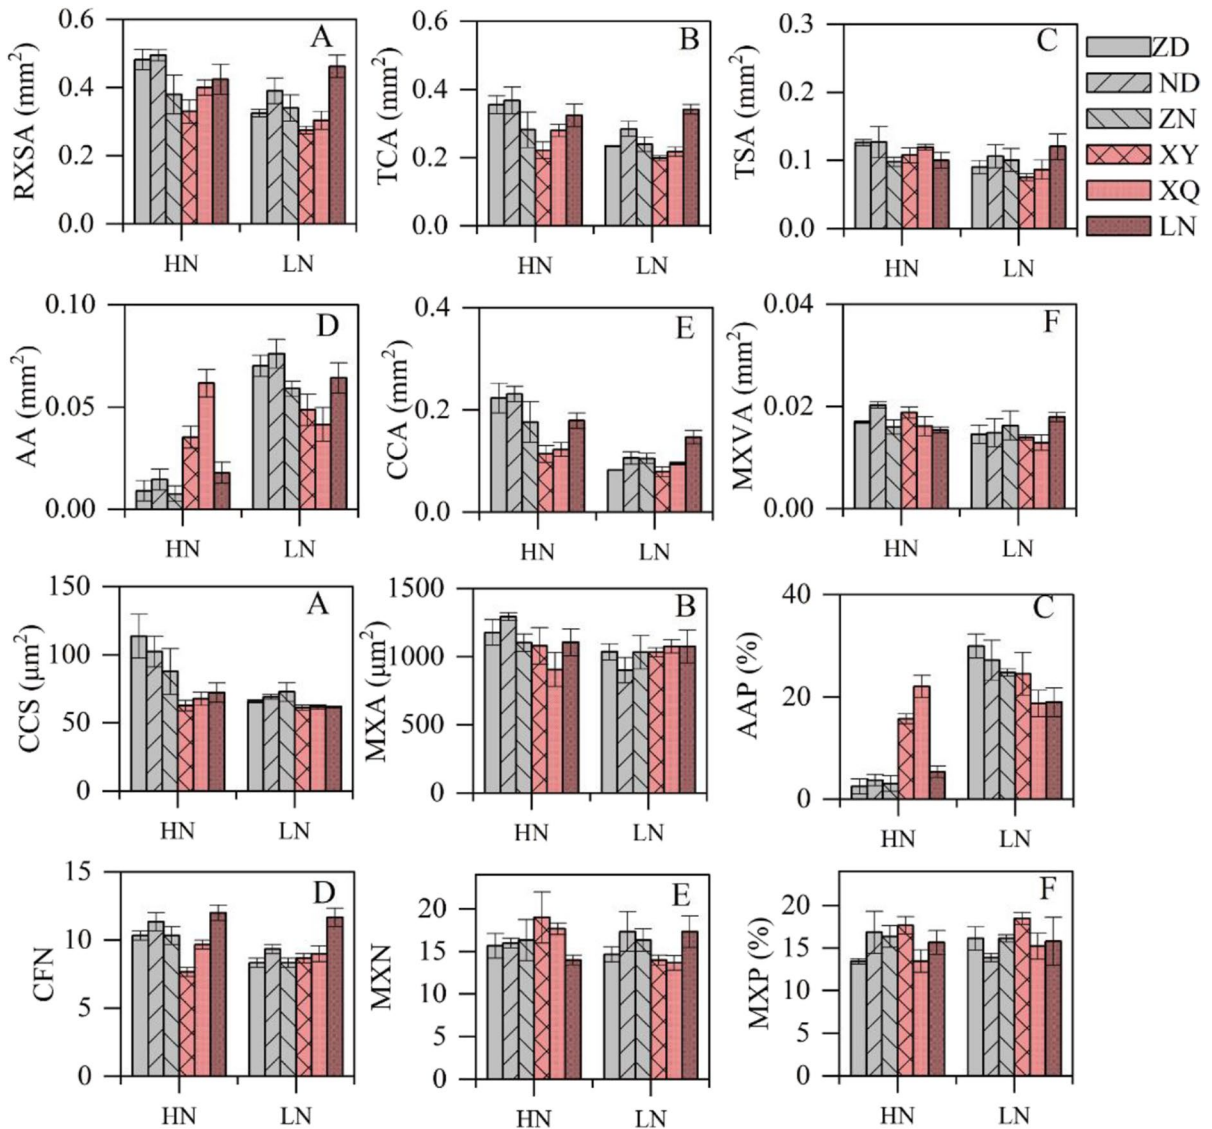 RXSA (mm²)
0.6
0.4
0.2
0.0
A
HN
LN
TCA (mm²)
0.6
0.4
0.2
0.0
B
HN
LN
TSA (mm²)
0.3
0.2
0.1
0.0
C
HN
LN
ZD
ND
ZN
XY
XQ
LN
AA (mm²)
0.10
0.05
0.00
D
HN
LN
CCA (mm²)
0.4
0.2
0.0
E
HN
LN
MXVA (mm²)
0.04
0.02
0.00
F
HN
LN
CCS (μm²)
150
100
50
0
A
HN
LN
MXA (μm²)
1500
1000
500
0
B
HN
LN
AAP (%)
40
20
0
C
HN
LN
CFN
15
10
5
0
D
HN
LN
MXN
20
15
10
5
0
E
HN
LN
MXP (%)
20
15
10
5
0
F
HN
LN